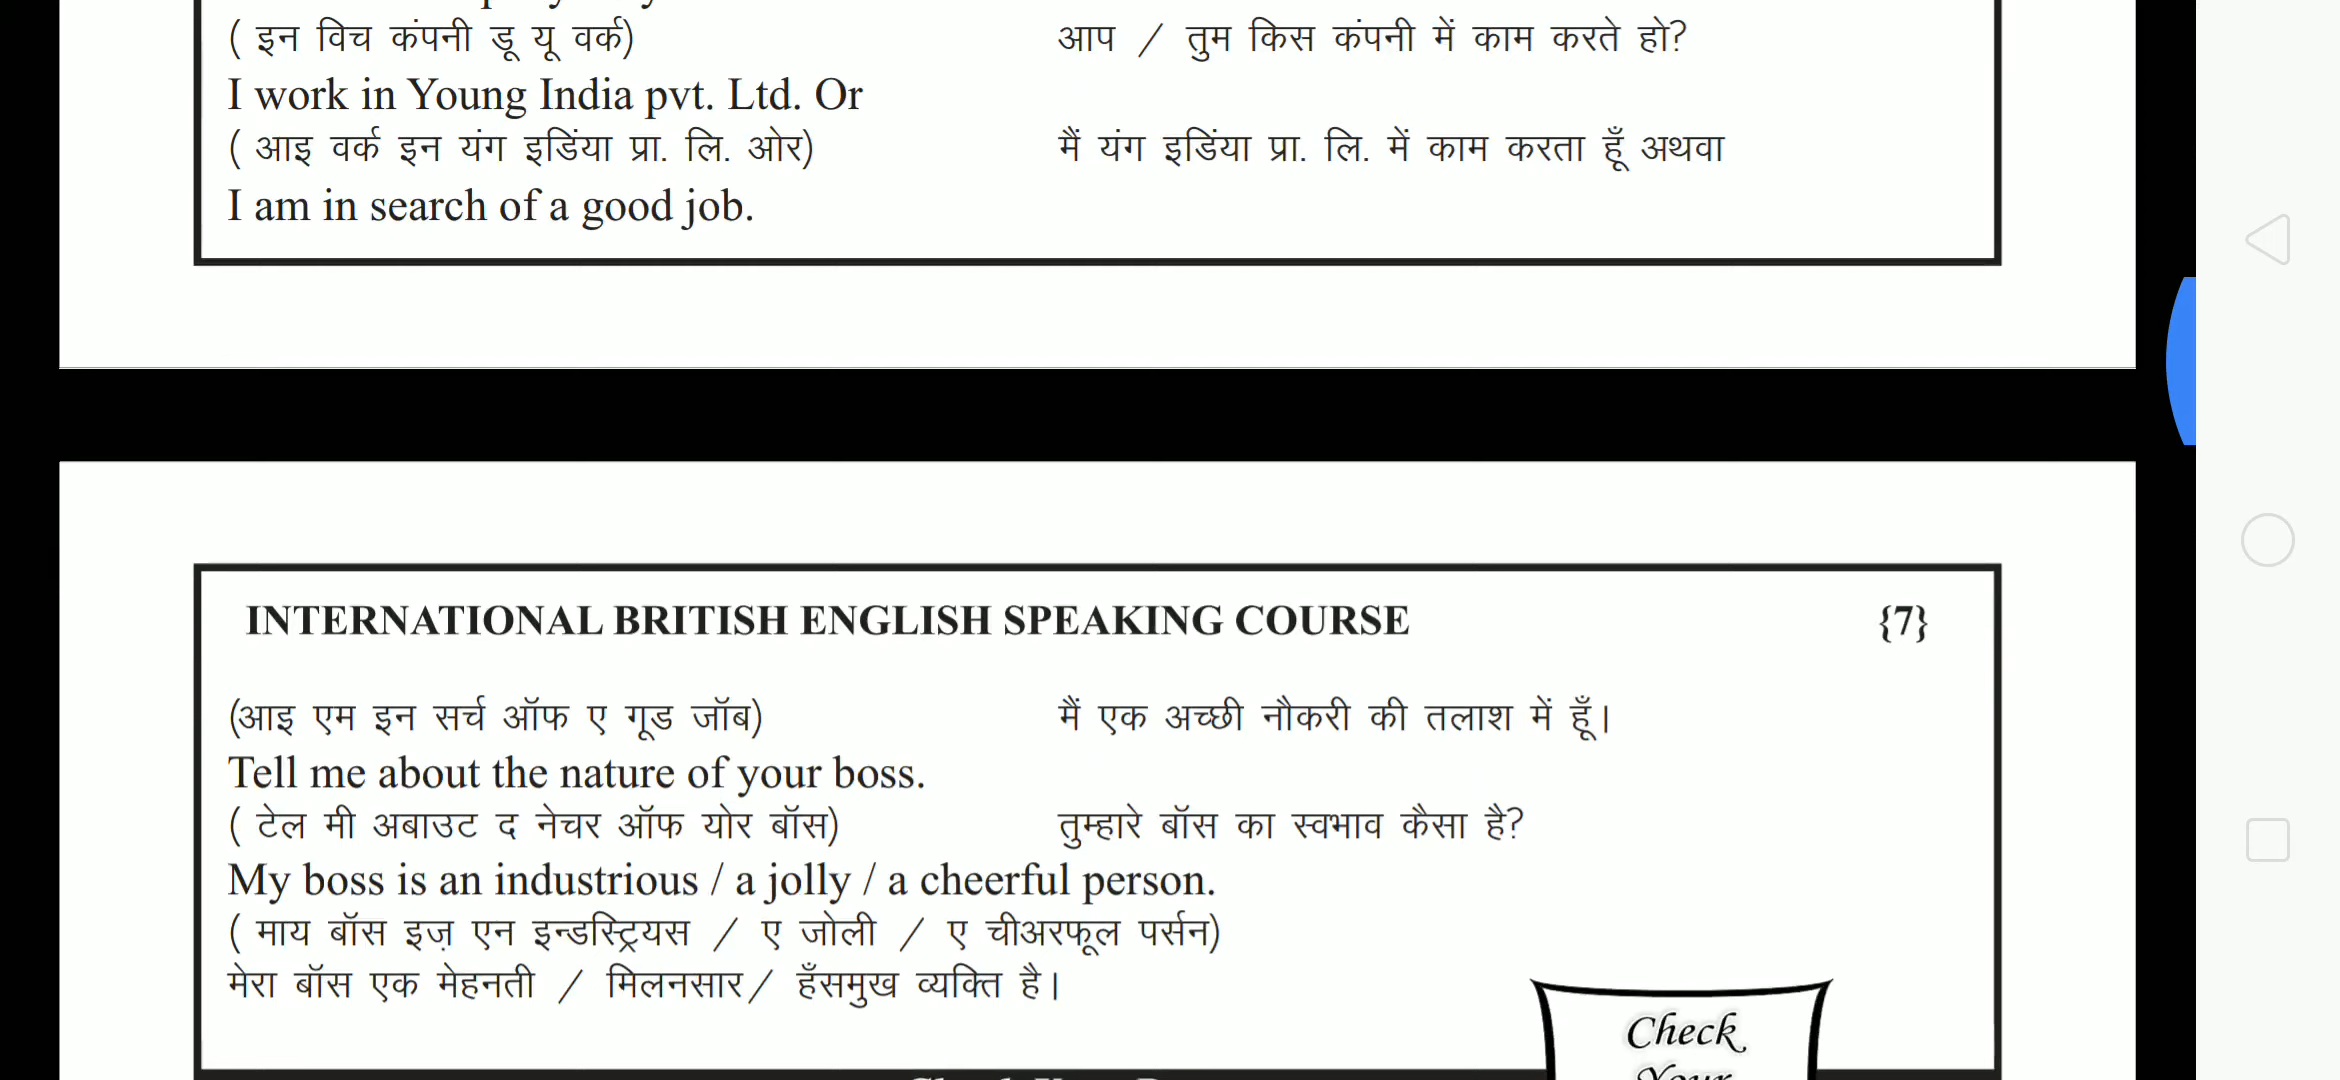 ( इन विच कंपनी डू यू वर्क) आप / तुम किस कंपनी में काम करते हो?
I work in Young India pvt. Ltd. Or
( आइ वर्क इन यंग इडिंया प्रा. लि. ओर) मैं यंग इडिंया प्रा. लि. में काम करता हूँ अथवा
I am in search of a good job.
INTERNATIONAL BRITISH ENGLISH SPEAKING COURSE {7}
(आइ एम इन सर्च ऑफ ए गूड जॉब) मैं एक अच्छी नौकरी की तलाश में हूँ।
Tell me about the nature of your boss.
( टेल मी अबाउट द नेचर ऑफ योर बॉस) तुम्हारे बॉस का स्वभाव कैसा है?
My boss is an industrious / a jolly / a cheerful person.
( माय बॉस इज़ एन इन्डस्ट्रियस / ए जोली / ए चीअरफूल पर्सन)
मेरा बॉस एक मेहनती / मिलनसार/ हँसमुख व्यक्ति है।
Check
Your